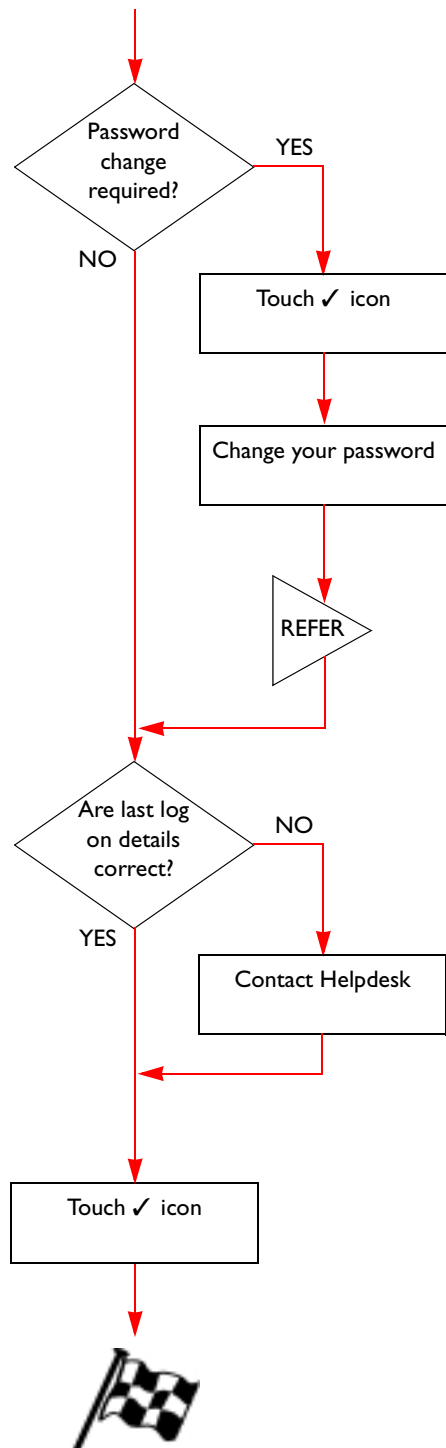 Password
change
required?
YES
NO
Touch ✓ icon
Change your password
REFER
Are last log
on details
correct?
NO
YES
Contact Helpdesk
Touch ✓ icon